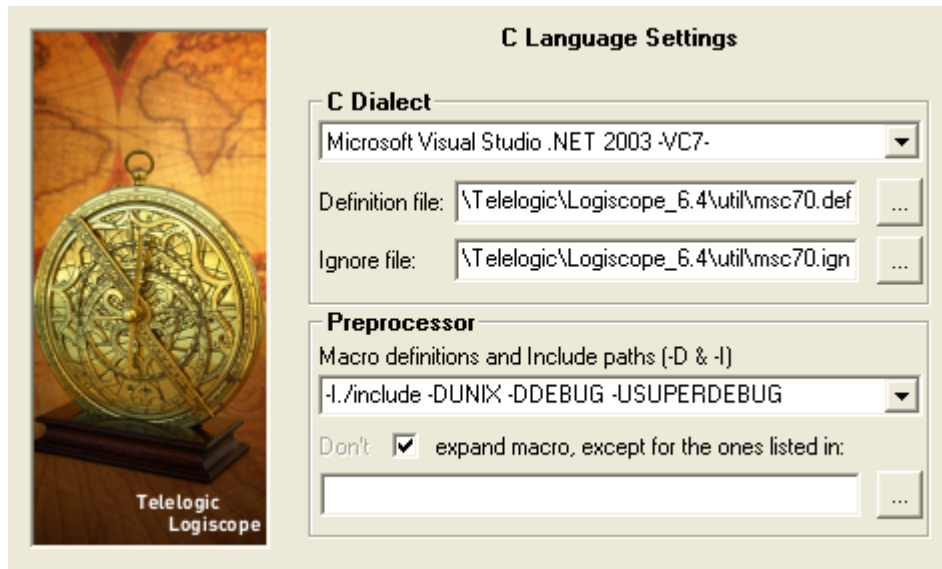 C Language Settings
C Dialect
Microsoft Visual Studio .NET 2003 -VC7-
Definition file: \Telelogic\Logiscope_6.4\util\msc70.def ...
Ignore file: \Telelogic\Logiscope_6.4\util\msc70.ign ...
Preprocessor
Macro definitions and Include paths (-D & -I)
-I./include -DUNIX -DDEBUG -USUPERDEBUG
Don't expand macro, except for the ones listed in:
...
Telelogic
Logiscope